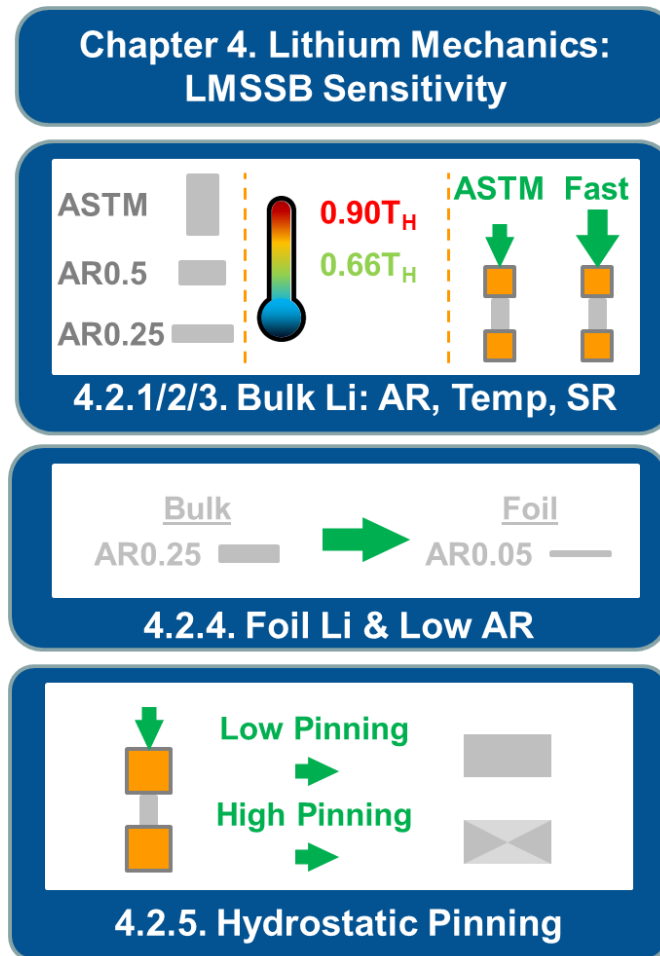 Chapter 4. Lithium Mechanics:
LMSSB Sensitivity
ASTM
AR0.5
AR0.25
0.90T_H
0.66T_H
ASTM Fast
4.2.1/2/3. Bulk Li: AR, Temp, SR
Bulk
AR0.25
Foil
AR0.05
4.2.4. Foil Li & Low AR
Low Pinning
High Pinning
4.2.5. Hydrostatic Pinning